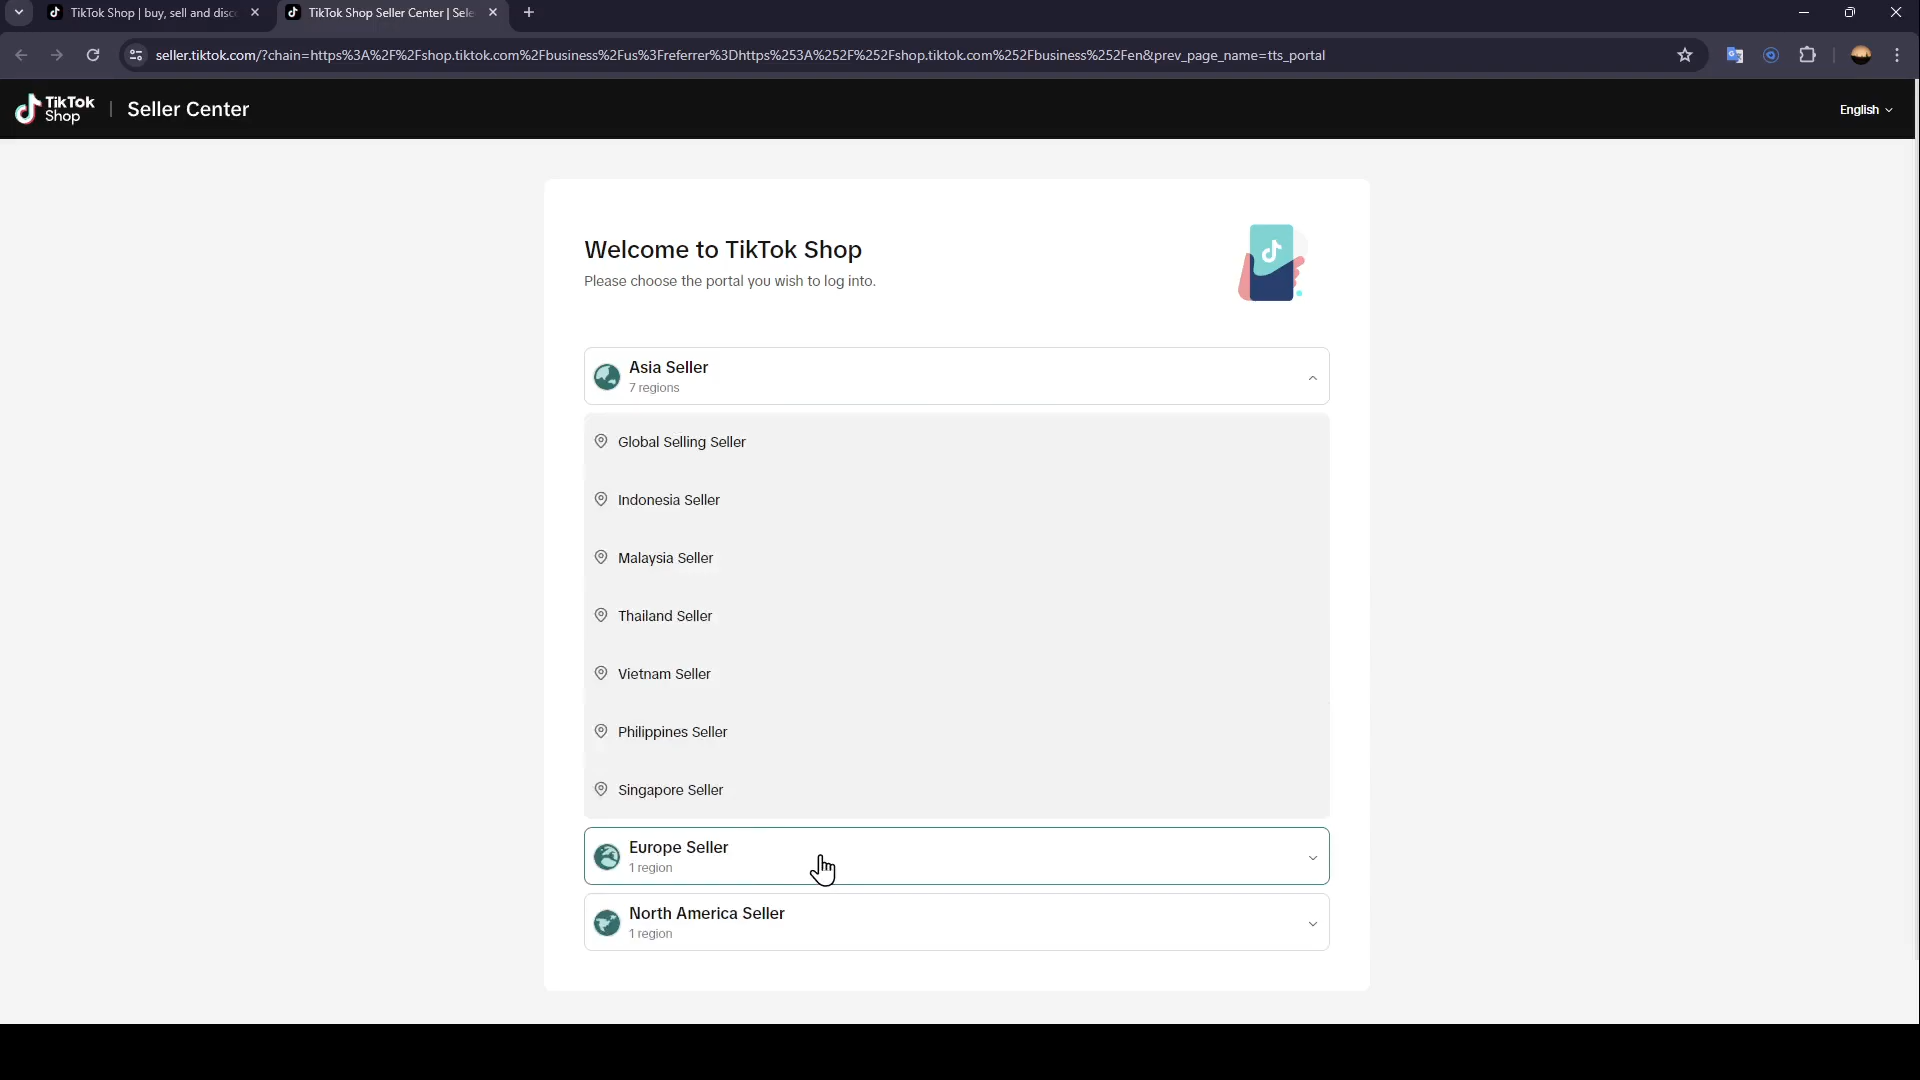 TikTok Shop | buy, sell and disc
TikTok Shop Seller Center | Sele
seller.tiktok.com/?chain=https%3A%2F%2Fshop.tiktok.com%2Fbusiness%2Fus%3Freferrer%3Dhttps%253A%252F%252Fshop.tiktok.com%252Fbusiness%252Fen&prev_page_name=tts_portal
TikTok
Shop
Seller Center
English
Welcome to TikTok Shop
Please choose the portal you wish to log into.
Asia Seller
7 regions
Global Selling Seller
Indonesia Seller
Malaysia Seller
Thailand Seller
Vietnam Seller
Philippines Seller
Singapore Seller
Europe Seller
1 region
North America Seller
1 region